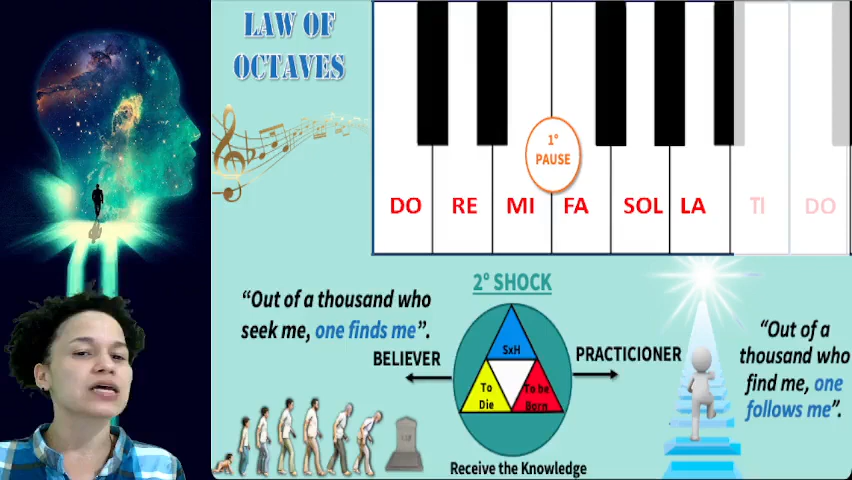 LAW OF
OCTAVES
1°
PAUSE
DO RE MI FA SOL LA TI DO
2° SHOCK
“Out of a thousand who
seek me, one finds me”.
BELIEVER
PRACTICIONER
SxH
To
Die
To be
Born
“Out of a
thousand who
find me, one
follows me”.
Receive the Knowledge